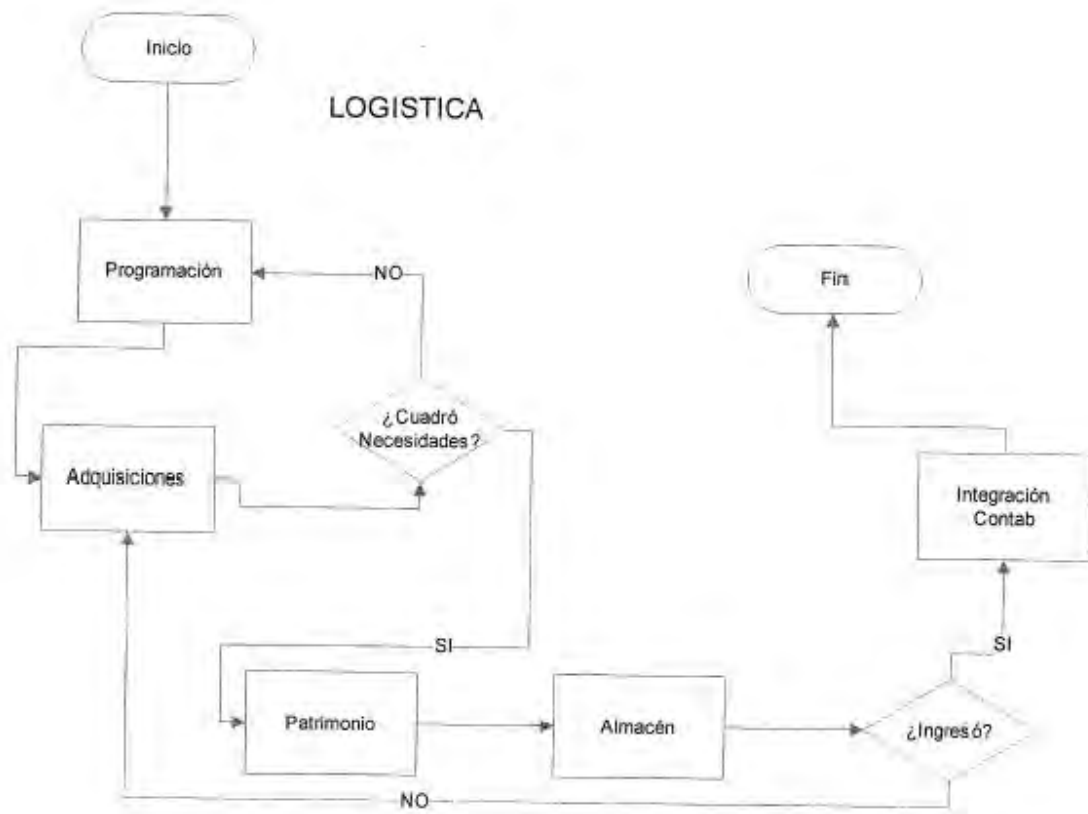 Inicio
LOGISTICA
Programación
NO
Fin
¿Cuadró
Necesidades?
Adquisiciones
Integración
Contab
SI
SI
Patrimonio
Almacén
¿Ingresó?
NO